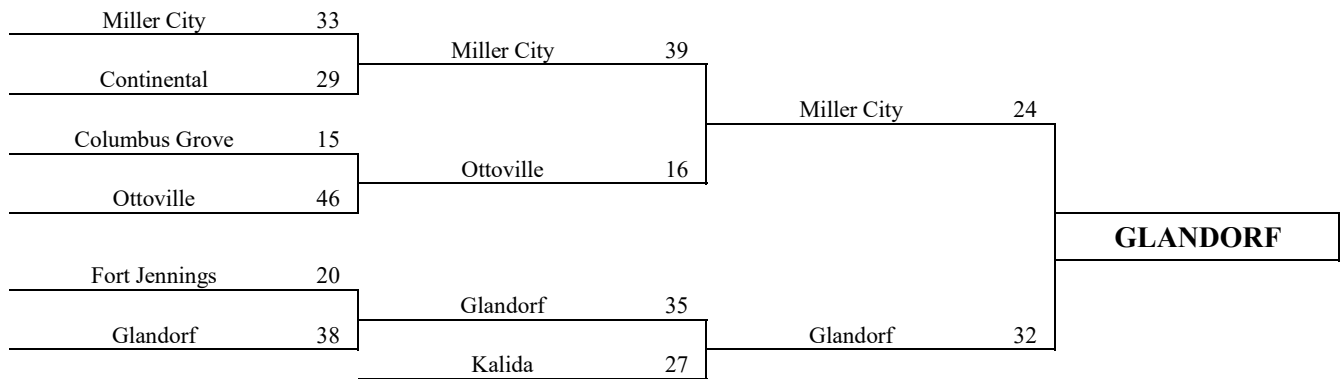 Miller City 33
Miller City 39
Continental 29
Miller City 24
Columbus Grove 15
Ottoville 16
Ottoville 46
GLANDORF
Fort Jennings 20
Glandorf 35
Glandorf 38
Glandorf 32
Kalida 27